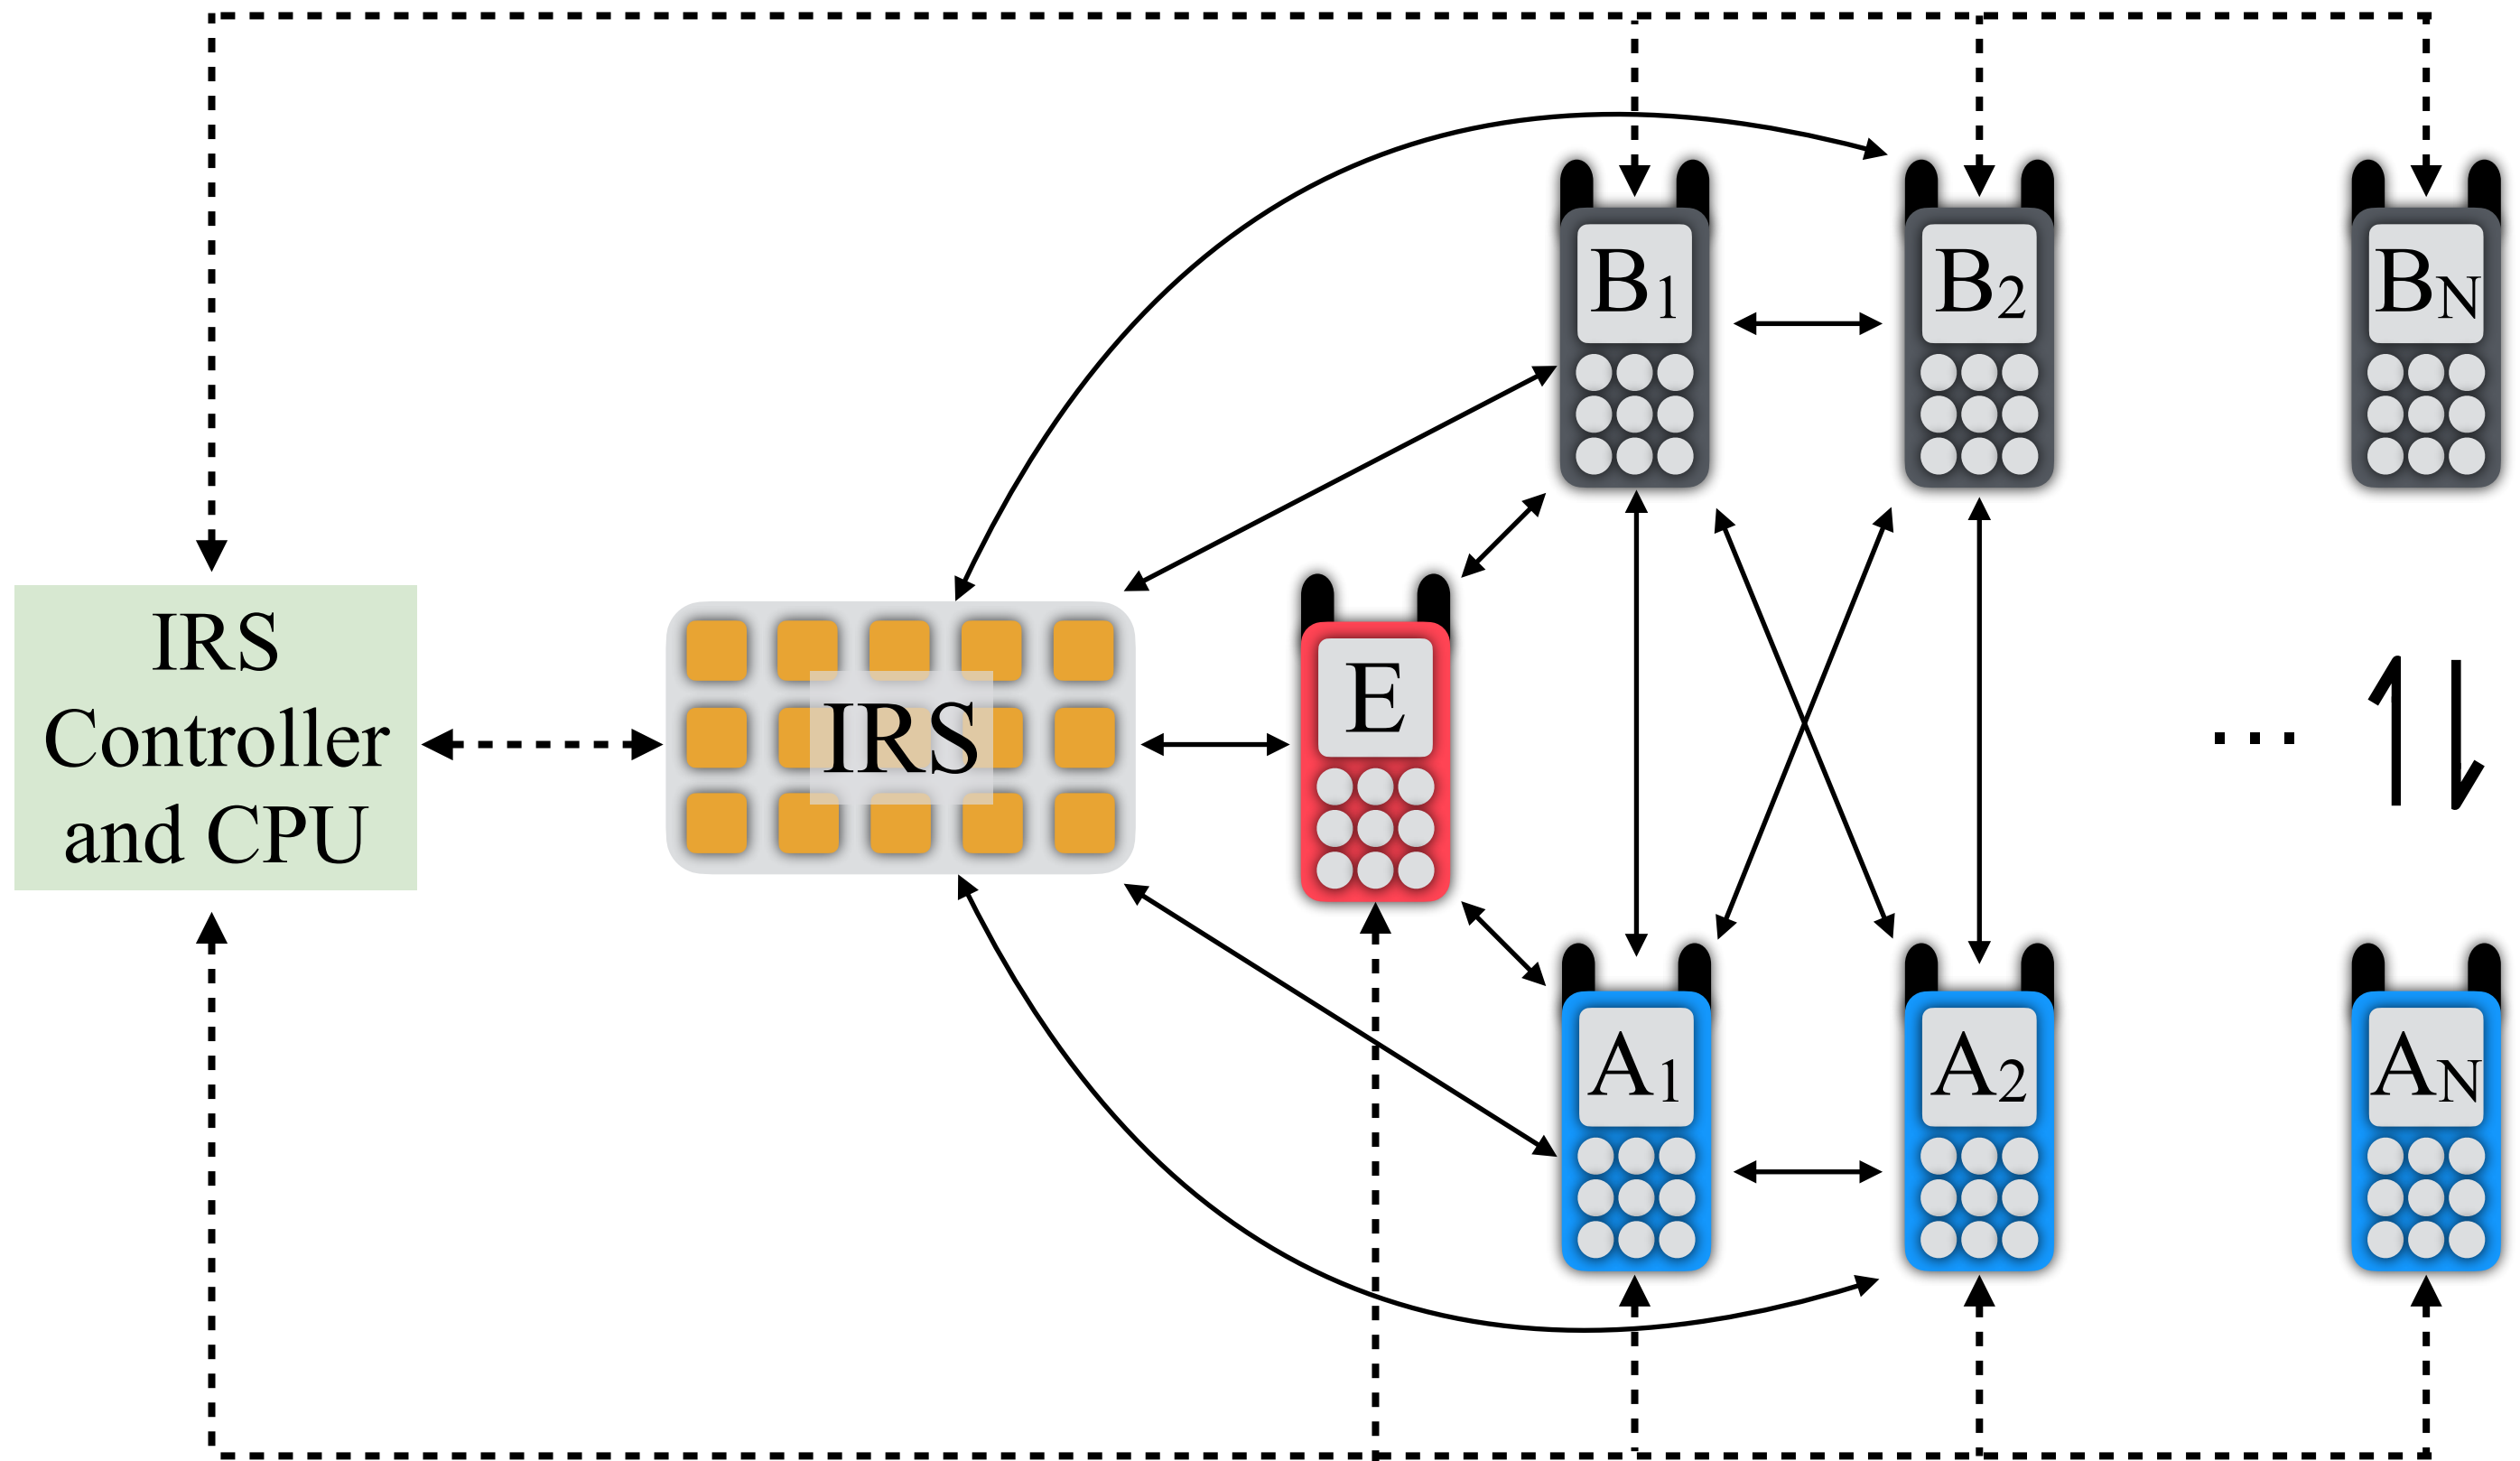 B1
B2
BN
IRS
Controller
and CPU
IRS
E
...
A1
A2
AN